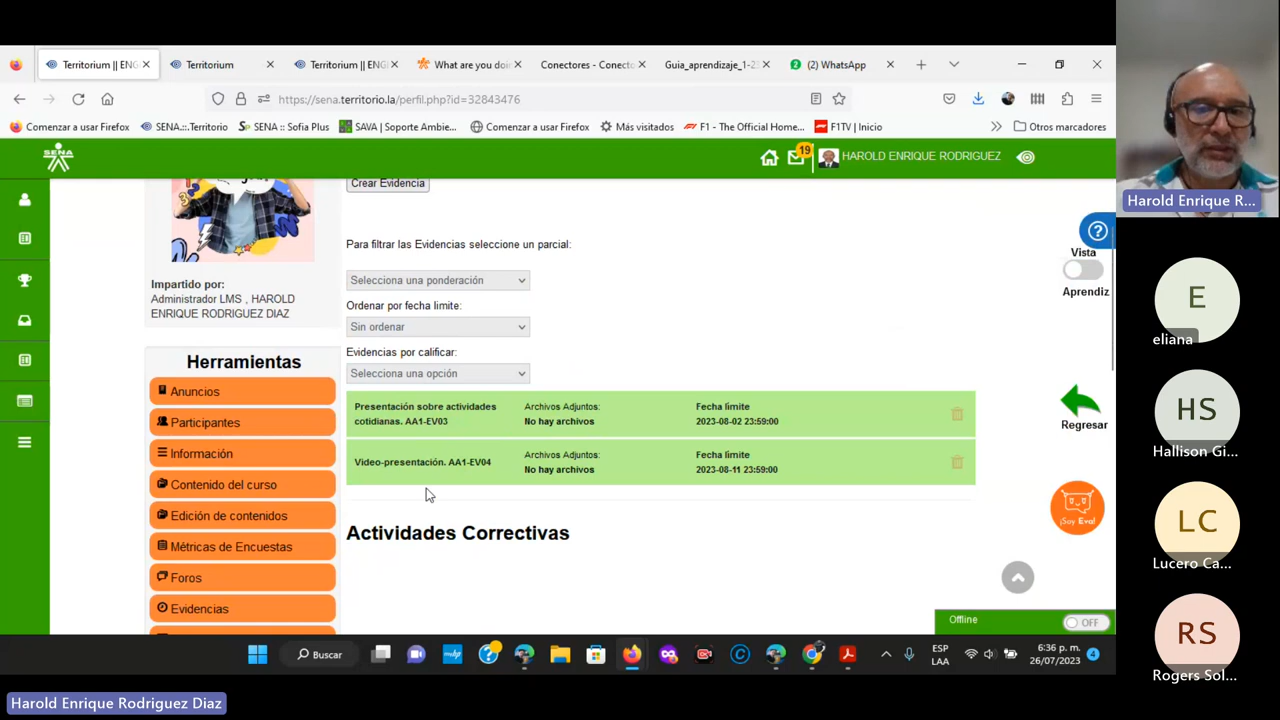 Territorium || ENG
Territorium
Territorium || ENG
What are you doin
Conectores - Conecto
Guia_aprendizaje_1-2
(2) WhatsApp
https://sena.territorio.la/perfil.php?id=32843476
Comenzar a usar Firefox
SENA.::.Territorio
SENA :: Sofia Plus
SAVA | Soporte Ambie...
Comenzar a usar Firefox
Más visitados
F1 - The Official Home...
F1TV | Inicio
Otros marcadores
SENA
19
HAROLD ENRIQUE RODRIGUEZ
Crear Evidencia
Para filtrar las Evidencias seleccione un parcial:
Selecciona una ponderación
Ordenar por fecha limite:
Sin ordenar
Evidencias por calificar:
Selecciona una opción
Impartido por:
Administrador LMS , HAROLD
ENRIQUE RODRIGUEZ DIAZ
Herramientas
Anuncios
Participantes
Información
Contenido del curso
Edición de contenidos
Métricas de Encuestas
Foros
Evidencias
Presentación sobre actividades
cotidianas. AA1-EV03
Archivos Adjuntos:
No hay archivos
Fecha límite
2023-08-02 23:59:00
Video-presentación. AA1-EV04
Archivos Adjuntos:
No hay archivos
Fecha límite
2023-08-11 23:59:00
Actividades Correctivas
Vista
Aprendiz
Regresar
¡Soy Eva!
Offline
OFF
Buscar
ESP
LAA
6:36 p. m.
26/07/2023
4
Harold Enrique R...
E
eliana
HS
Hallison Gi...
LC
Lucero Ca...
RS
Rogers Sol...
Harold Enrique Rodriguez Diaz